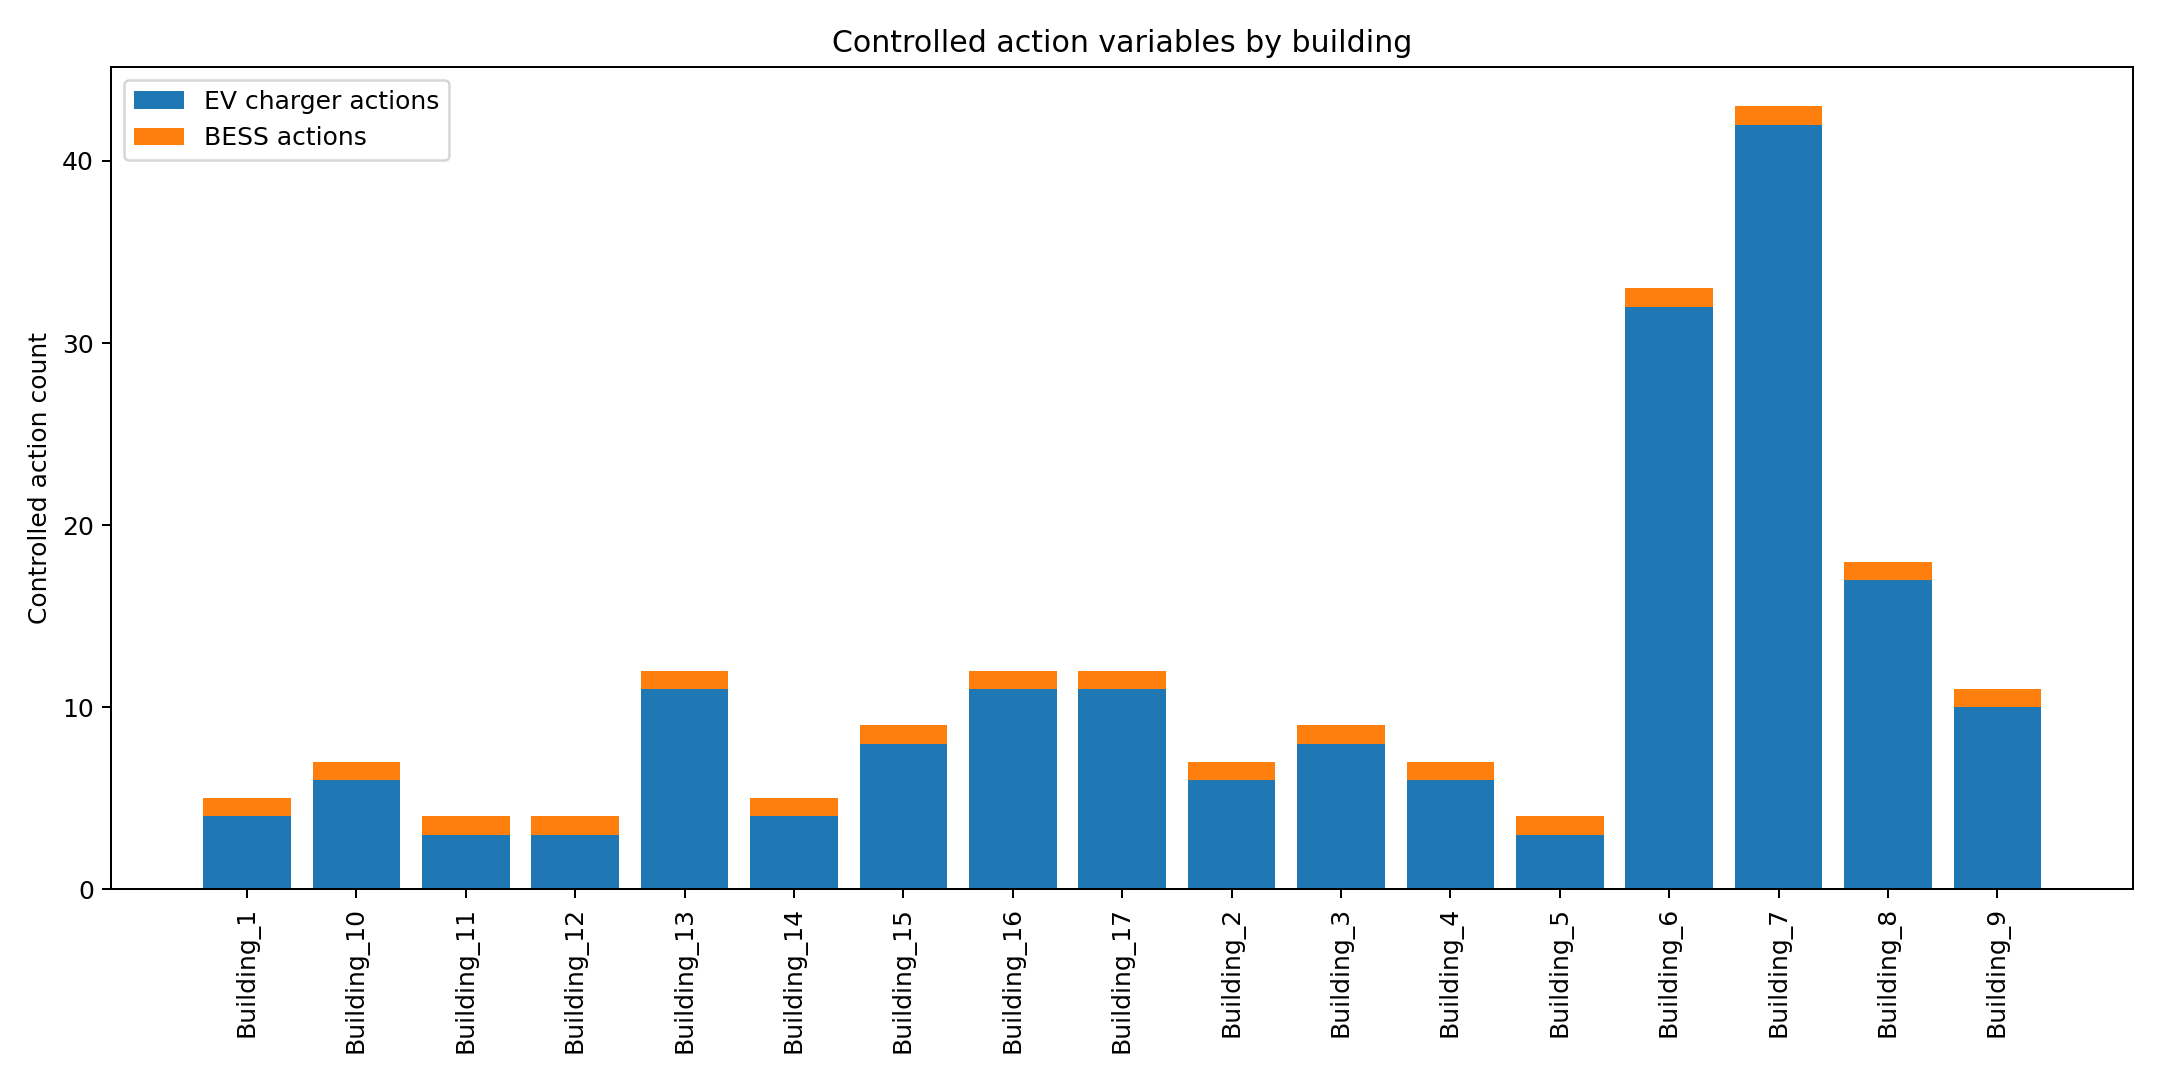 Controlled action variables by building
EV charger actions
BESS actions
Controlled action count
40
30
20
10
0
Building_1
Building_10
Building_11
Building_12
Building_13
Building_14
Building_15
Building_16
Building_17
Building_2
Building_3
Building_4
Building_5
Building_6
Building_7
Building_8
Building_9